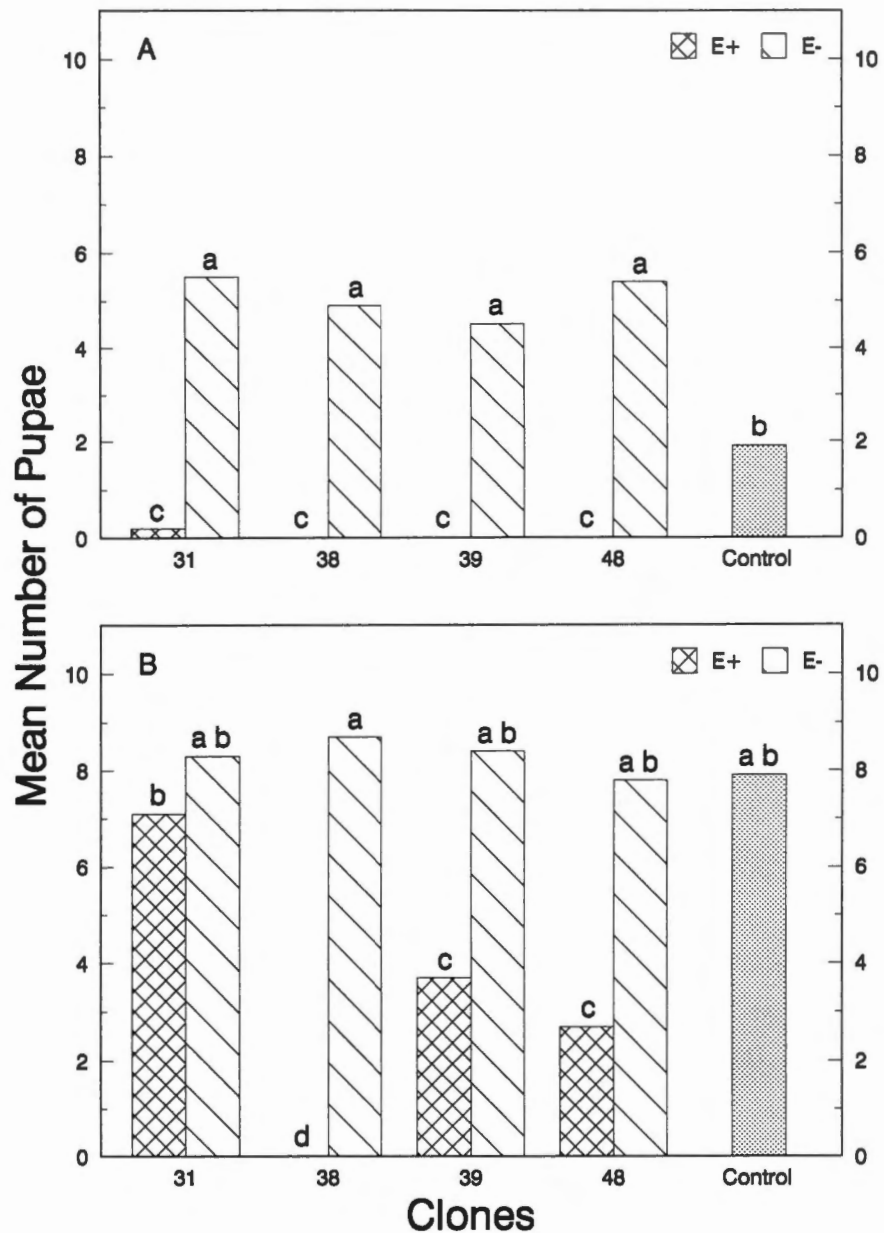 A
E+ E-
10 10
8 8
6 6
4 4
2 2
0 0
a a a a
b
c c c c
31 38 39 48 Control
B
E+ E-
10 10
8 8
6 6
4 4
2 2
0 0
b a b a a b a b a b
c c
d
31 38 39 48 Control
Mean Number of Pupae
Clones